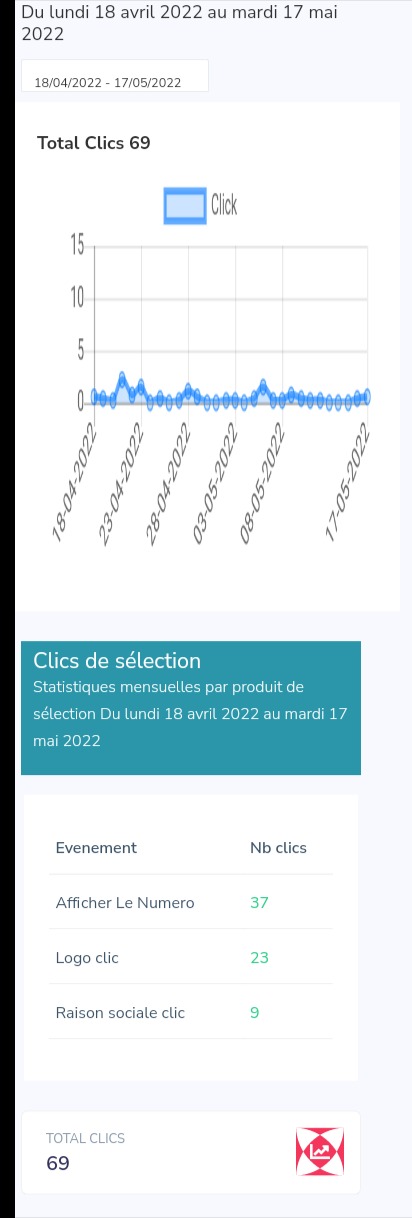 Du lundi 18 avril 2022 au mardi 17 mai
2022
18/04/2022 - 17/05/2022
Total Clics 69
Click
15
10
5
0
18-04-2022
23-04-2022
28-04-2022
03-05-2022
08-05-2022
17-05-2022
Clics de sélection
Statistiques mensuelles par produit de
sélection Du lundi 18 avril 2022 au mardi 17
mai 2022
Evenement Nb clics
Afficher Le Numero 37
Logo clic 23
Raison sociale clic 9
TOTAL CLICS
69